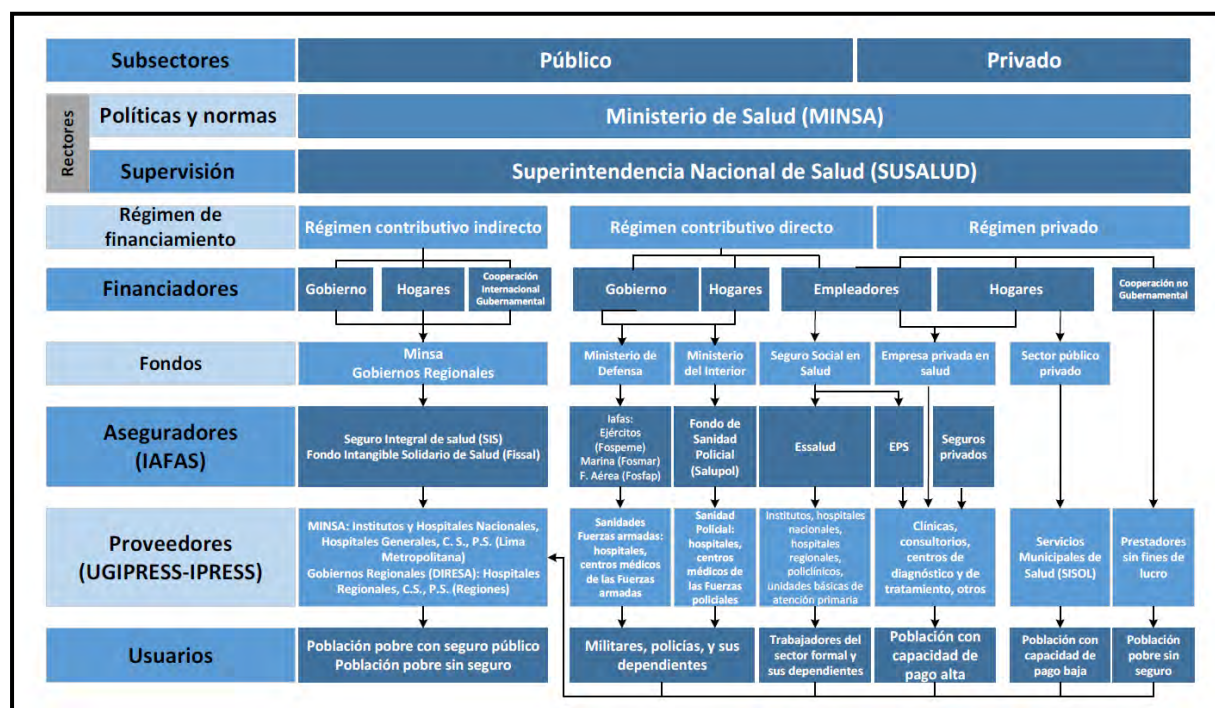 Subsectores
Público
Privado
Rectores
Políticas y normas
Ministerio de Salud (MINSA)
Supervisión
Superintendencia Nacional de Salud (SUSALUD)
Régimen de
financiamiento
Régimen contributivo indirecto
Régimen contributivo directo
Régimen privado
Financiadores
Gobierno
Hogares
Cooperación
Internacional
Gubernamental
Gobierno
Hogares
Empleadores
Hogares
Cooperación no
Gubernamental
Fondos
Minsa
Gobiernos Regionales
Ministerio de
Defensa
Ministerio
del Interior
Seguro Social en
Salud
Empresa privada en
salud
Sector público
privado
Aseguradores
(IAFAS)
Seguro Integral de salud (SIS)
Fondo Intangible Solidario de Salud (Fissal)
Iafas:
Ejércitos
(Fospeme)
Marina (Fosmar)
F. Aérea (Fosfap)
Fondo de
Sanidad
Policial
(Salupol)
Essalud
EPS
Seguros
privados
Proveedores
(UGIPRESS-IPRESS)
MINSA: Institutos y Hospitales Nacionales,
Hospitales Generales, C. S., P.S. (Lima
Metropolitana)
Gobiernos Regionales (DIRESA): Hospitales
Regionales, C.S., P.S. (Regiones)
Sanidades
Fuerzas armadas:
hospitales,
centros médicos
de las Fuerzas
armadas
Sanidad
Policial:
hospitales,
centros
médicos de
las Fuerzas
policiales
Institutos, hospitales
nacionales,
hospitales
regionales,
policlínicos,
unidades básicas de
atención primaria
Clínicas,
consultorios,
centros de
diagnóstico y de
tratamiento, otros
Servicios
Municipales de
Salud (SISOL)
Prestadores
sin fines de
lucro
Usuarios
Población pobre con seguro público
Población pobre sin seguro
Militares, policías, y sus
dependientes
Trabajadores del
sector formal y
sus dependientes
Población con
capacidad de
pago alta
Población con
capacidad de
pago baja
Población
pobre sin
seguro